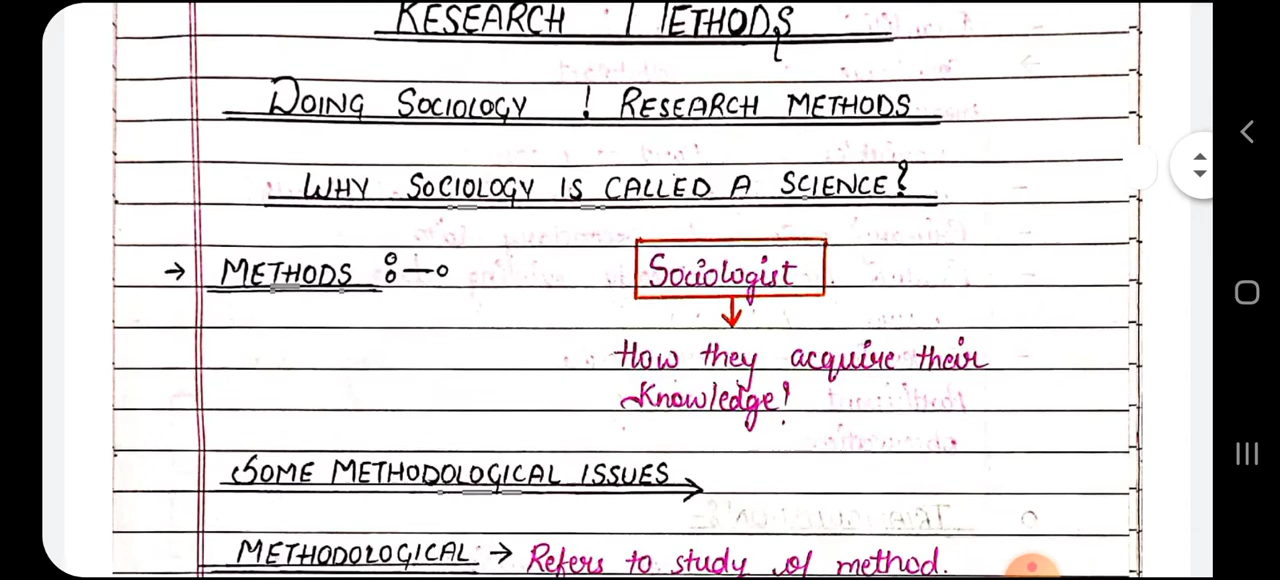 RESEARCH METHODS
DOING SOCIOLOGY ! RESEARCH METHODS
WHY SOCIOLOGY IS CALLED A SCIENCE?
→ METHODS :–
Sociologist
How they acquire their
knowledge!
SOME METHODOLOGICAL ISSUES →
METHODOLOGICAL → Refers to study of method.